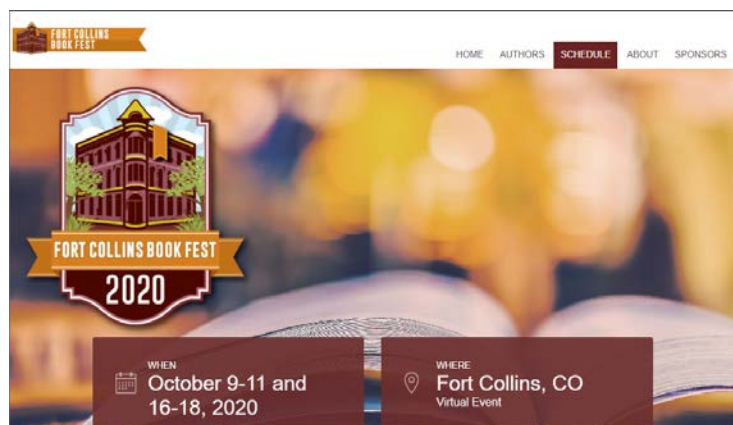 FORT COLLINS
BOOK FEST
HOME AUTHORS SCHEDULE ABOUT SPONSORS
FORT COLLINS BOOK FEST
2020
WHEN
October 9-11 and
16-18, 2020
WHERE
Fort Collins, CO
Virtual Event